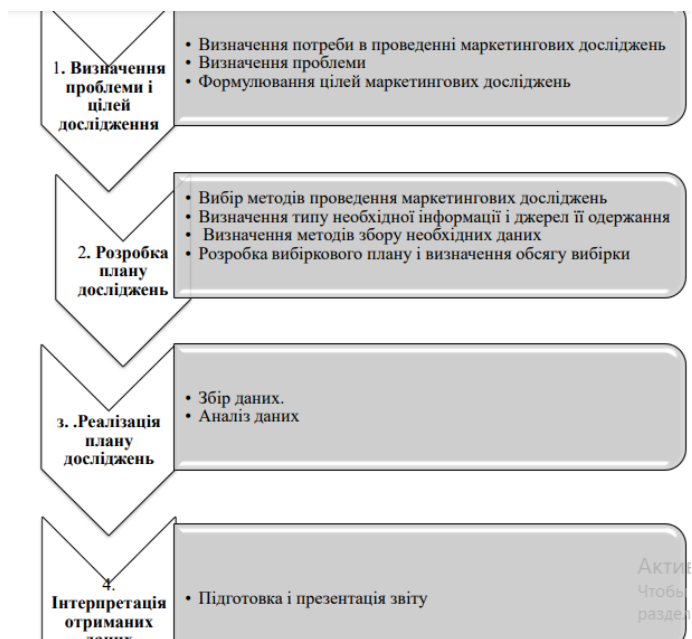 1. Визначення
проблеми і
цілей
дослідження
• Визначення потреби в проведенні маркетингових досліджень
• Визначення проблеми
• Формулювання цілей маркетингових досліджень
2. Розробка
плану
досліджень
• Вибір методів проведення маркетингових досліджень
• Визначення типу необхідної інформації і джерел її одержання
• Визначення методів збору необхідних даних
• Розробка вибіркового плану і визначення обсягу вибірки
з. .Реалізація
плану
досліджень
• Збір даних.
• Аналіз даних
4.
Інтерпретація
отриманих
• Підготовка і презентація звіту
Чтобы